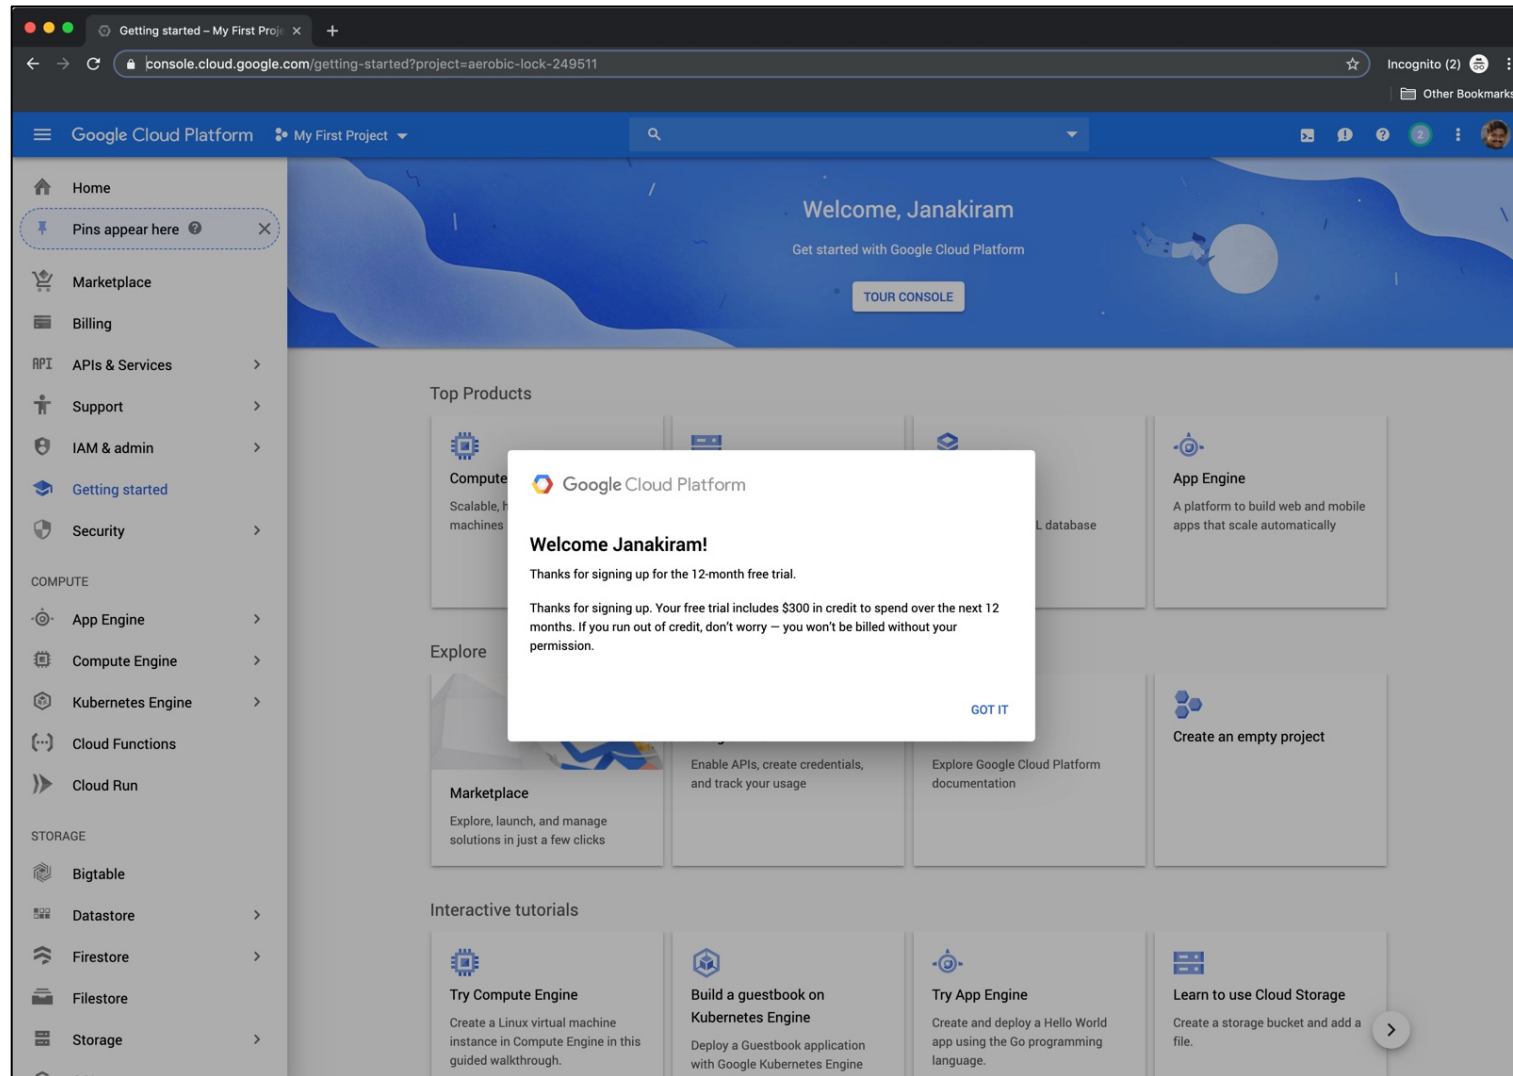 Getting started – My First Proje
console.cloud.google.com/getting-started?project=aerobic-lock-249511
Incognito (2)
Other Bookmarks
Google Cloud Platform
My First Project
2
Home
Pins appear here
Marketplace
Billing
API APIs & Services
Support
IAM & admin
Getting started
Security
COMPUTE
App Engine
Compute Engine
Kubernetes Engine
Cloud Functions
Cloud Run
STORAGE
Bigtable
Datastore
Firestore
Filestore
Storage
Welcome, Janakiram
Get started with Google Cloud Platform
TOUR CONSOLE
Top Products
Compute
Scalable,
machines
L database
App Engine
A platform to build web and mobile
apps that scale automatically
Google Cloud Platform
Welcome Janakiram!
Thanks for signing up for the 12-month free trial.
Thanks for signing up. Your free trial includes $300 in credit to spend over the next 12
months. If you run out of credit, don't worry — you won't be billed without your
permission.
GOT IT
Explore
Marketplace
Explore, launch, and manage
solutions in just a few clicks
Enable APIs, create credentials,
and track your usage
Explore Google Cloud Platform
documentation
Create an empty project
Interactive tutorials
Try Compute Engine
Create a Linux virtual machine
instance in Compute Engine in this
guided walkthrough.
Build a guestbook on
Kubernetes Engine
Deploy a Guestbook application
with Google Kubernetes Engine
Try App Engine
Create and deploy a Hello World
app using the Go programming
language.
Learn to use Cloud Storage
Create a storage bucket and add a
file.